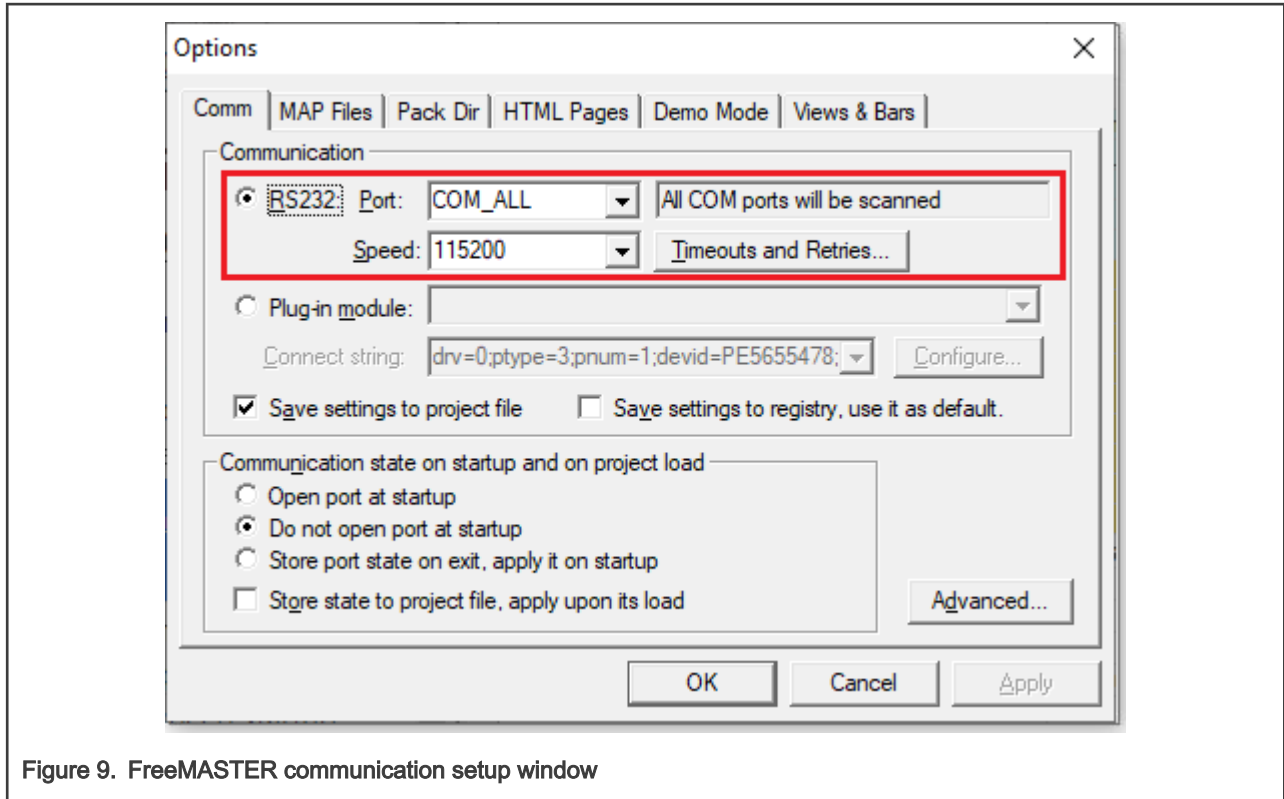 Options
Comm MAP Files Pack Dir HTML Pages Demo Mode Views & Bars
Communication
RS232: Port: COM_ALL All COM ports will be scanned
Speed: 115200 Timeouts and Retries...
Plug-in module:
Connect string: drv=0;ptype=3;pnum=1;devid=PE5655478; Configure...
Save settings to project file Save settings to registry, use it as default.
Communication state on startup and on project load
Open port at startup
Do not open port at startup
Store port state on exit, apply it on startup
Store state to project file, apply upon its load Advanced...
OK Cancel Apply
Figure 9. FreeMASTER communication setup window